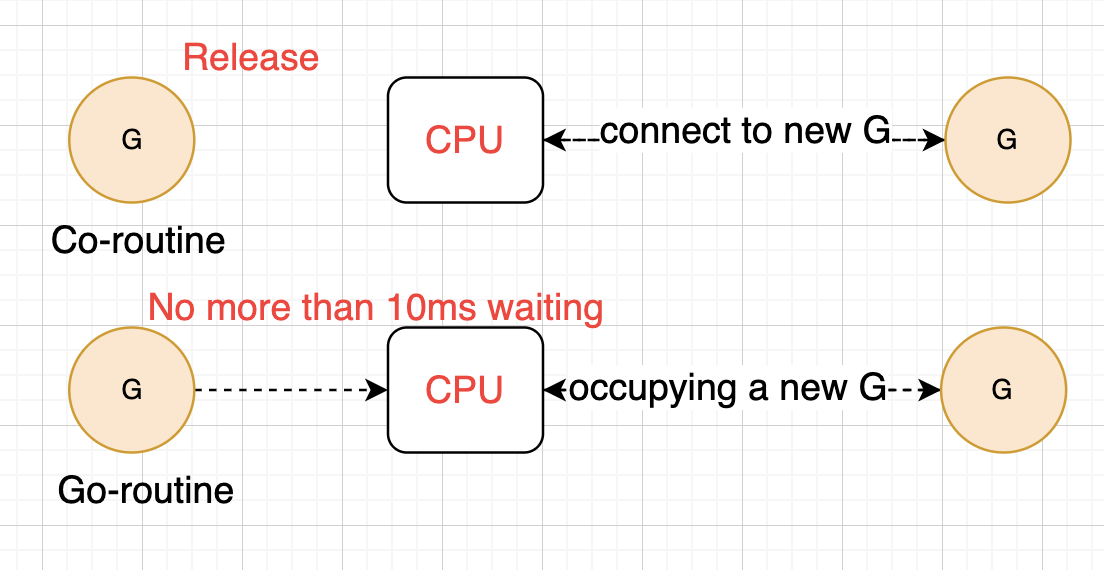 Release
G
CPU
connect to new G
G
Co-routine
No more than 10ms waiting
G
CPU
occupying a new G
G
Go-routine